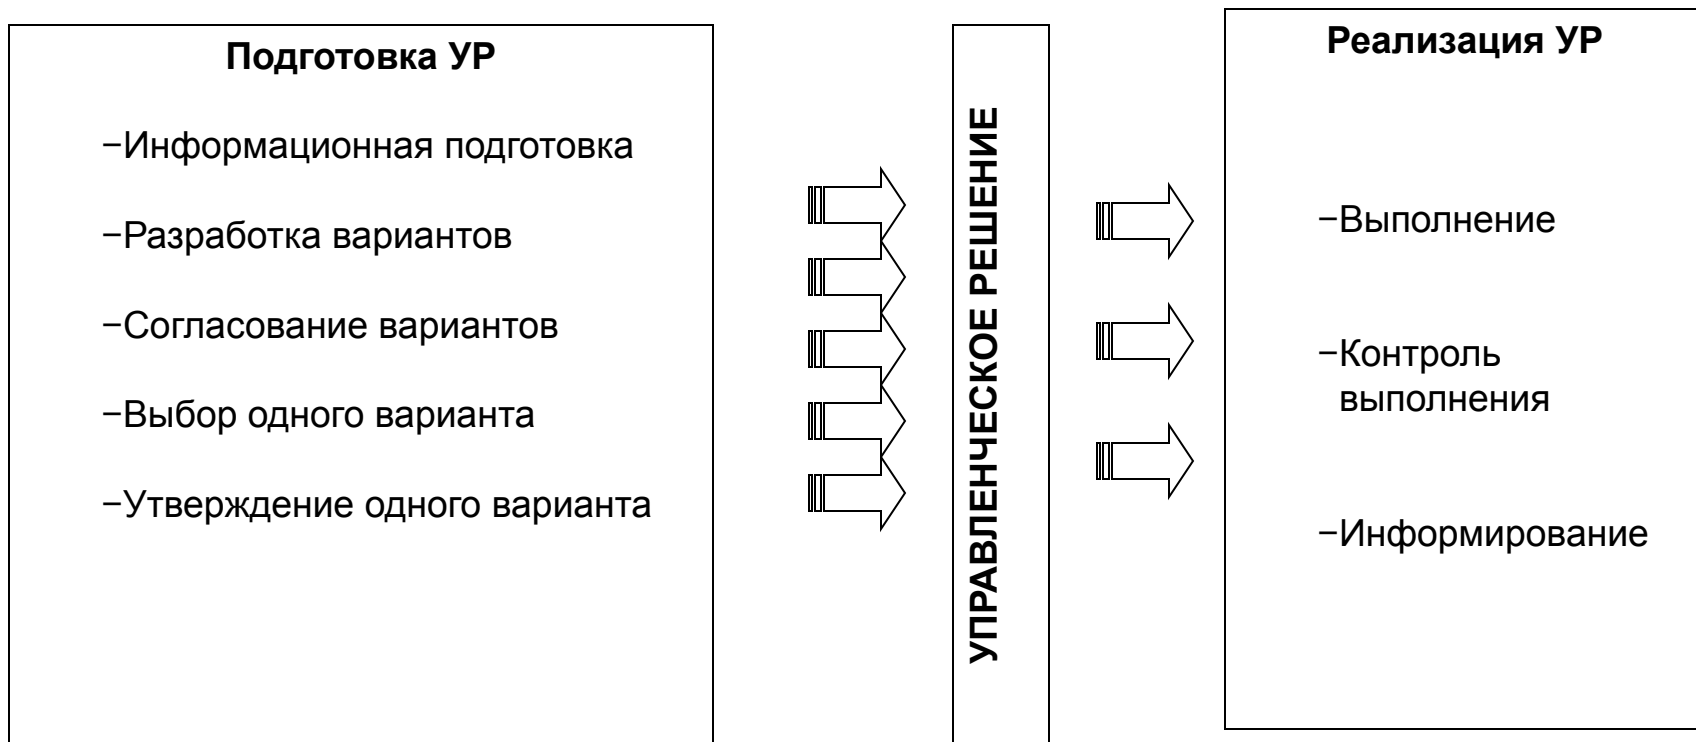 Подготовка УР
−Информационная подготовка
−Разработка вариантов
−Согласование вариантов
−Выбор одного варианта
−Утверждение одного варианта
УПРАВЛЕНЧЕСКОЕ РЕШЕНИЕ
Реализация УР
−Выполнение
−Контроль
выполнения
−Информирование